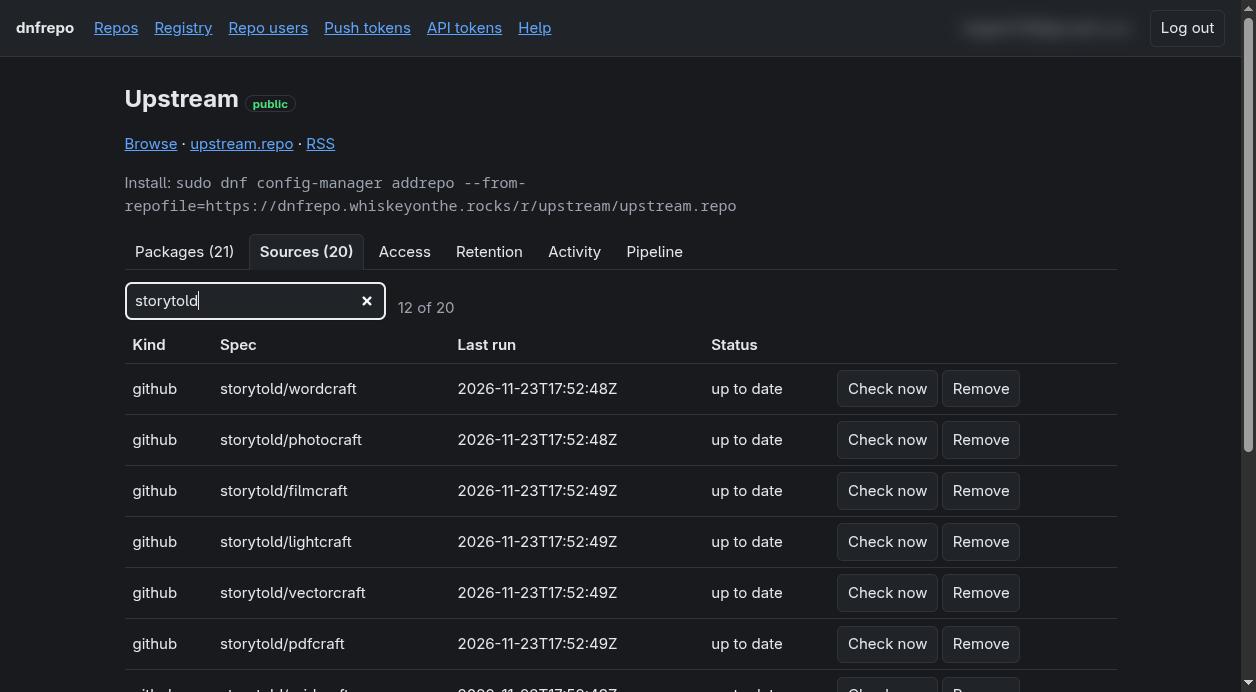 dnfrepo Repos Registry Repo users Push tokens API tokens Help Log out
Upstream public
Browse · upstream.repo · RSS
Install: sudo dnf config-manager addrepo --from-
repofile=https://dnfrepo.whiskeyonthe.rocks/r/upstream/upstream.repo
Packages (21) Sources (20) Access Retention Activity Pipeline
storytold × 12 of 20
Kind Spec Last run Status
github storytold/wordcraft 2026-11-23T17:52:48Z up to date Check now Remove
github storytold/photocraft 2026-11-23T17:52:48Z up to date Check now Remove
github storytold/filmcraft 2026-11-23T17:52:49Z up to date Check now Remove
github storytold/lightcraft 2026-11-23T17:52:49Z up to date Check now Remove
github storytold/vectorcraft 2026-11-23T17:52:49Z up to date Check now Remove
github storytold/pdfcraft 2026-11-23T17:52:49Z up to date Check now Remove